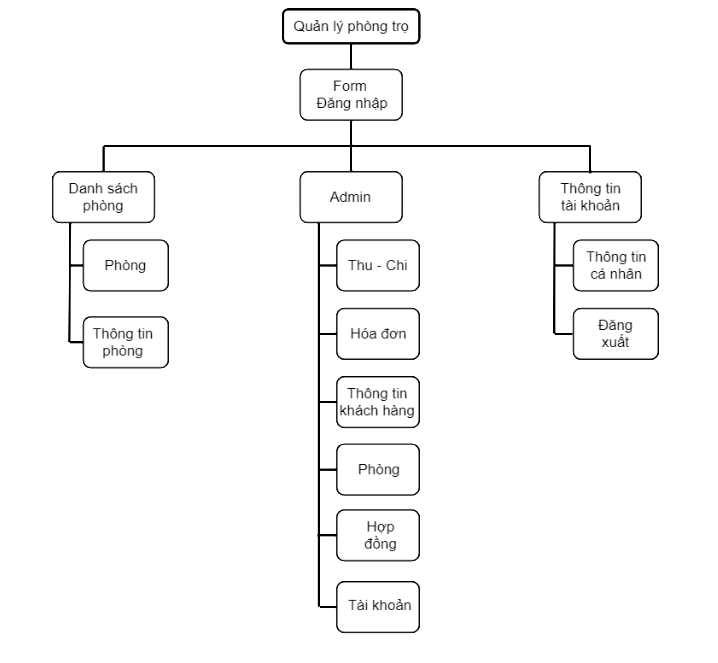 Quản lý phòng trọ
Form
Đăng nhập
Danh sách
phòng
Phòng
Thông tin
phòng
Admin
Thu - Chi
Hóa đơn
Thông tin
khách hàng
Phòng
Hợp
đồng
Tài khoản
Thông tin
tài khoản
Thông tin
cá nhân
Đăng
xuất